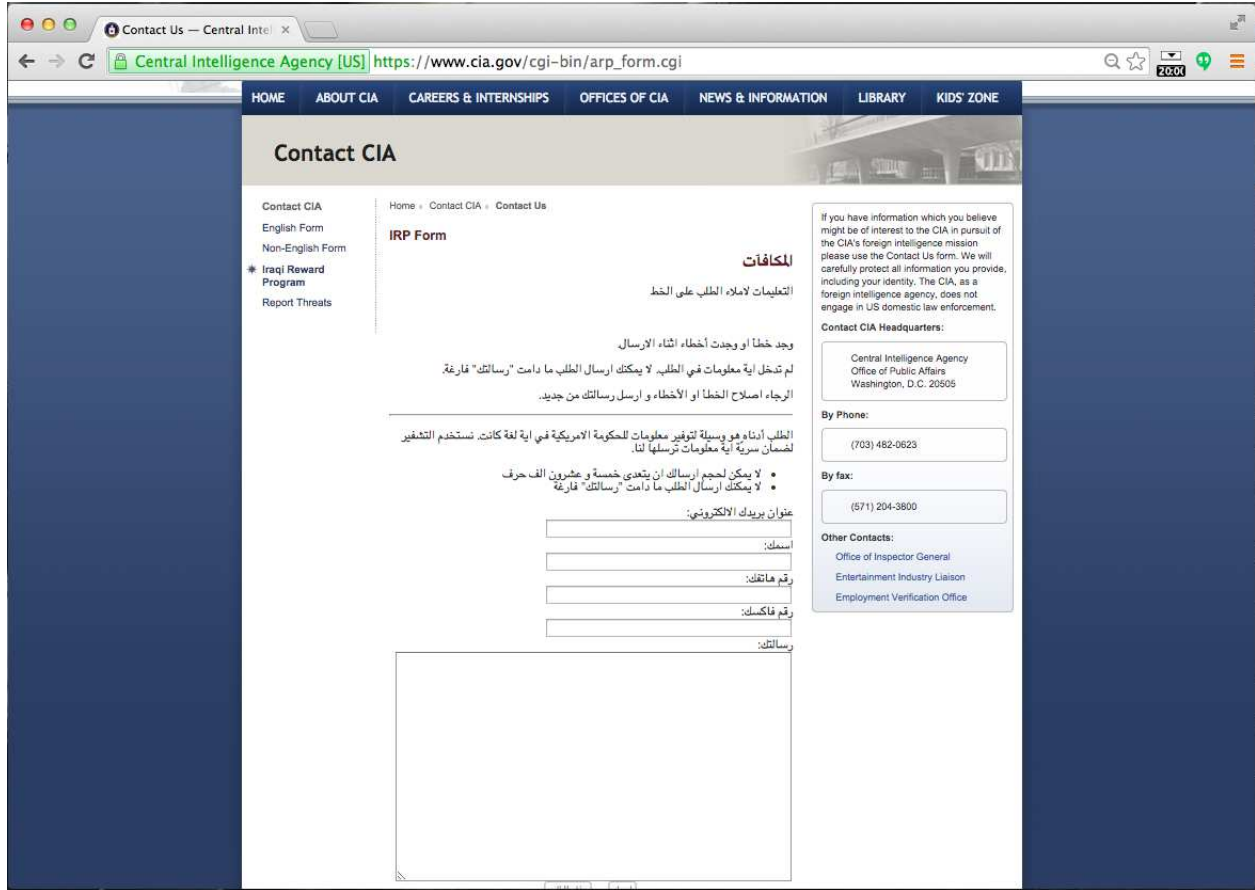 Contact Us — Central Intel
Central Intelligence Agency [US] https://www.cia.gov/cgi-bin/arp_form.cgi
20:00
HOME ABOUT CIA CAREERS & INTERNSHIPS OFFICES OF CIA NEWS & INFORMATION LIBRARY KIDS' ZONE
Contact CIA
Contact CIA
English Form
Non-English Form
Iraqi Reward
Program
Report Threats
Home » Contact CIA » Contact Us
IRP Form
المكافآت
التعليمات لاملاء الطلب على الخط
وجد خطأ او وجدت أخطاء اثناء الارسال.
لم تدخل اية معلومات في الطلب. لا يمكنك ارسال الطلب ما دامت "رسالتك" فارغة.
الرجاء اصلاح الخطأ او الأخطاء و ارسل رسالتك من جديد.
الطلب أدناه هو وسيلة لتوفير معلومات للحكومة الامريكية في اية لغة كانت. نستخدم التشفير
لضمان سرية أية معلومات ترسلها لنا.
• لا يمكن لحجم ارسالك ان يتعدى خمسة و عشرون الف حرف
• لا يمكنك ارسال الطلب ما دامت "رسالتك" فارغة
عنوان بريدك الالكتروني:
اسمك:
رقم هاتفك:
رقم فاكسك:
رسالتك:
If you have information which you believe
might be of interest to the CIA in pursuit of
the CIA's foreign intelligence mission
please use the Contact Us form. We will
carefully protect all information you provide,
including your identity. The CIA, as a
foreign intelligence agency, does not
engage in US domestic law enforcement.
Contact CIA Headquarters:
Central Intelligence Agency
Office of Public Affairs
Washington, D.C. 20505
By Phone:
(703) 482-0623
By fax:
(571) 204-3800
Other Contacts:
Office of Inspector General
Entertainment Industry Liaison
Employment Verification Office